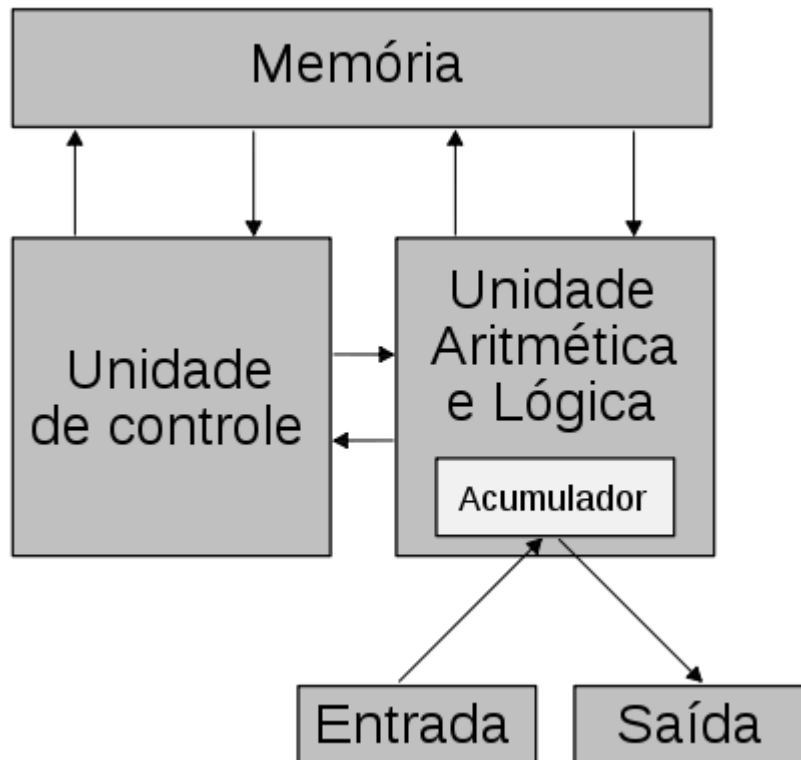 Memória
Unidade
de controle
Unidade
Aritmética
e Lógica
Acumulador
Entrada
Saída